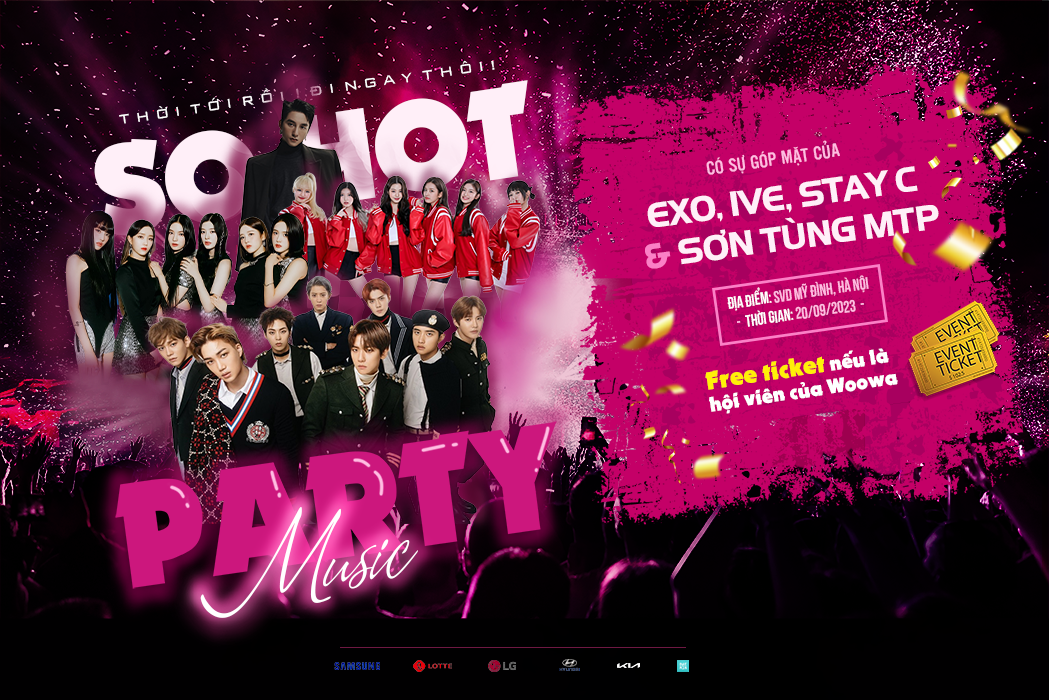 THỜI TỚI RỒI ! ĐI NGAY THÔI !
SO HOT
PARTY
Music
CÓ SỰ GÓP MẶT CỦA
EXO, IVE, STAY C
& SƠN TÙNG MTP
ĐỊA ĐIỂM: SVD MỸ ĐÌNH, HÀ NỘI
- THỜI GIAN: 20/09/2023 -
Free ticket nếu là
hội viên của Woowa
EVENT
EVENT
TICKET
SAMSUNG
LOTTE
LG
HYUNDAI
KIA